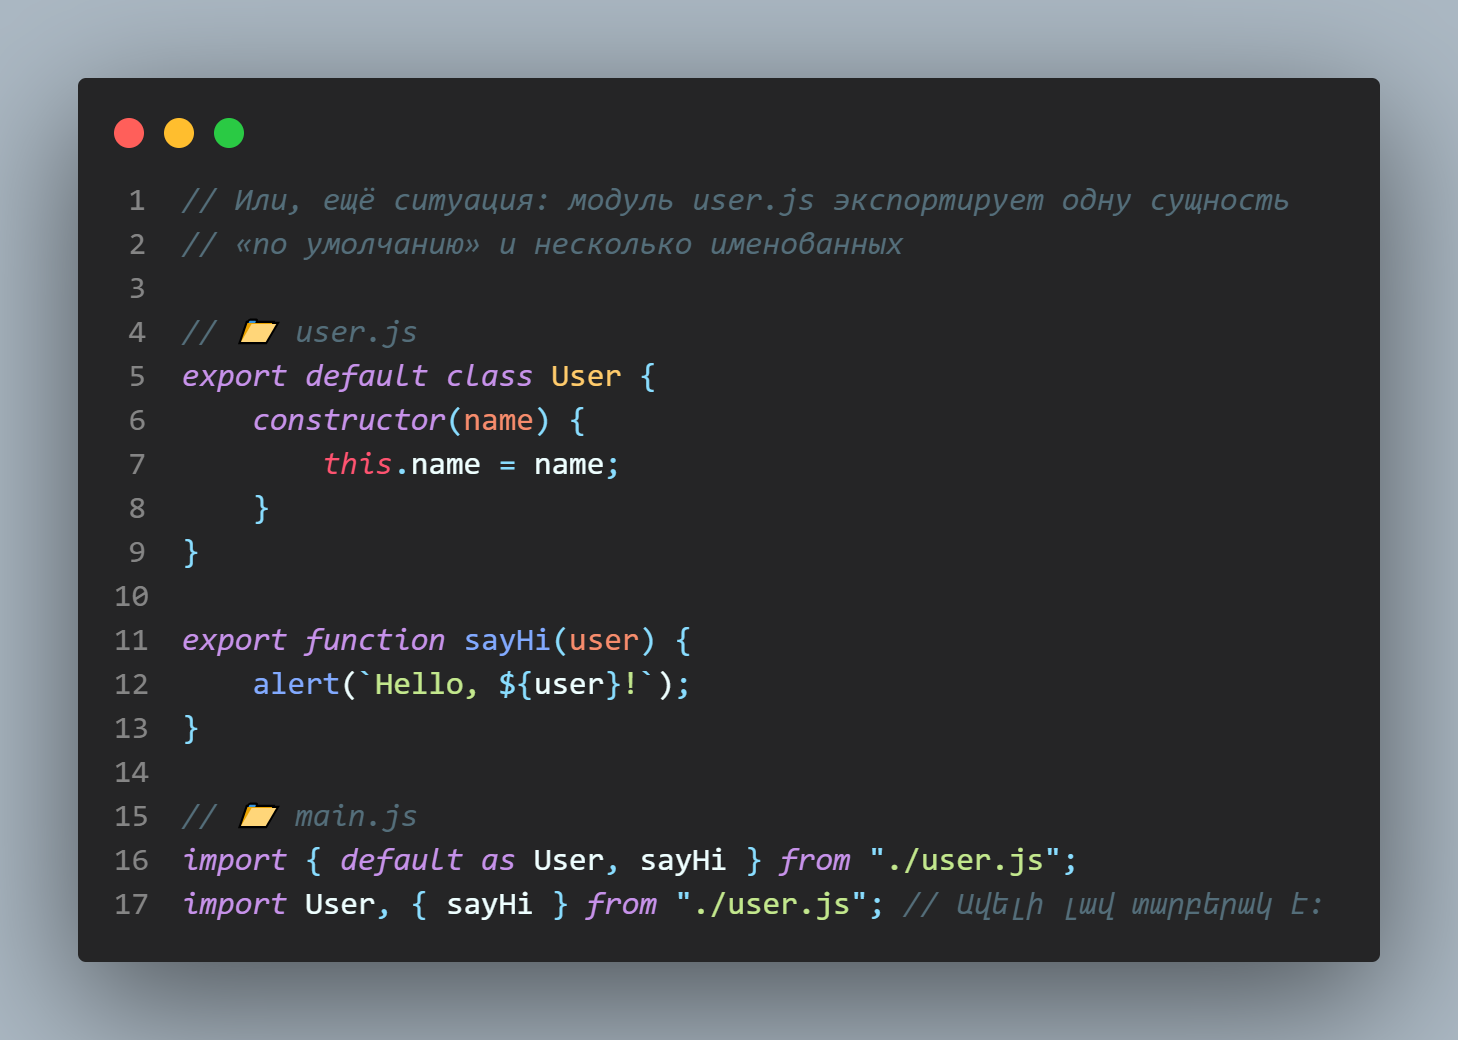 1 // Или, ещё ситуация: модуль user.js экспортирует одну сущность
2 // «по умолчанию» и несколько именованных
3
4 // 📁 user.js
5 export default class User {
6     constructor(name) {
7         this.name = name;
8     }
9 }
10
11 export function sayHi(user) {
12     alert(`Hello, ${user}!`);
13 }
14
15 // 📁 main.js
16 import { default as User, sayHi } from "./user.js";
17 import User, { sayHi } from "./user.js"; // Ավելի լավ տարբերակ է: